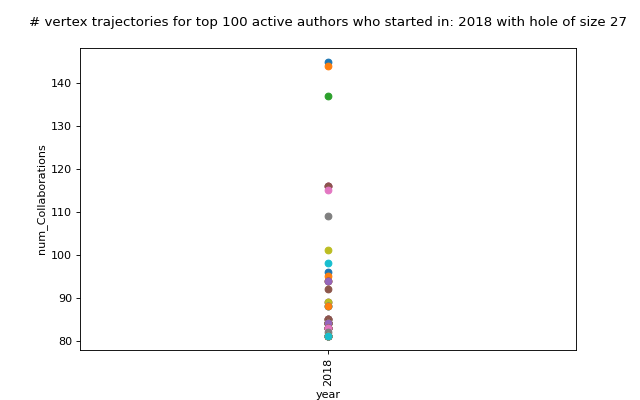 # vertex trajectories for top 100 active authors who started in: 2018 with hole of size 27
140
130
120
110
100
90
80
num_Collaborations
2018
year